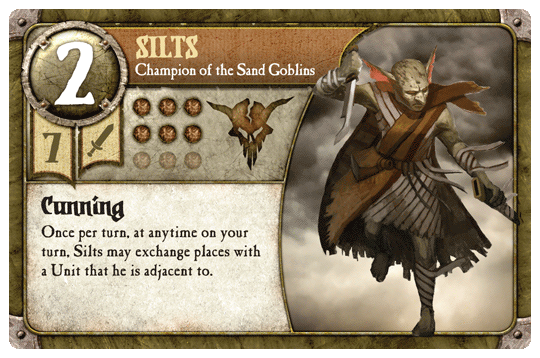 2
SILTS
Champion of the Sand Goblins
7
Cunning
Once per turn, at anytime on your
turn, Silts may exchange places with
a Unit that he is adjacent to.